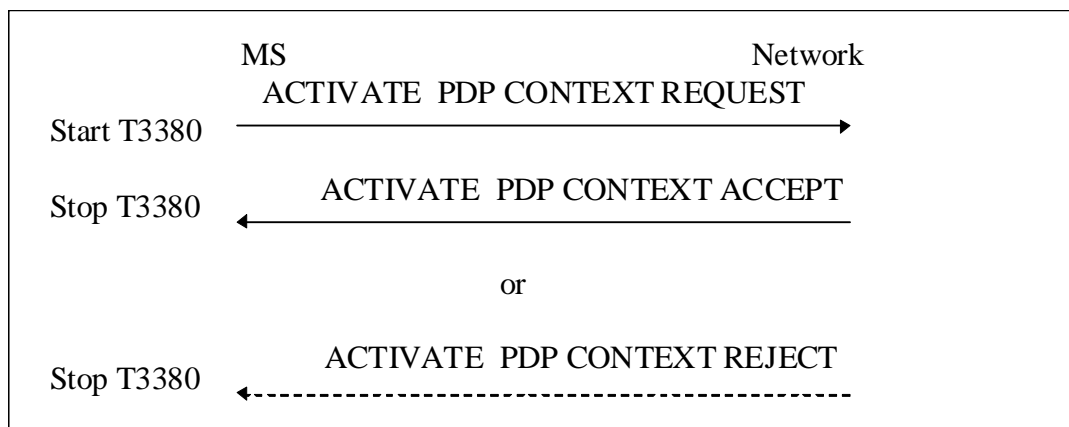 MS Network
ACTIVATE PDP CONTEXT REQUEST
Start T3380
ACTIVATE PDP CONTEXT ACCEPT
Stop T3380
or
ACTIVATE PDP CONTEXT REJECT
Stop T3380